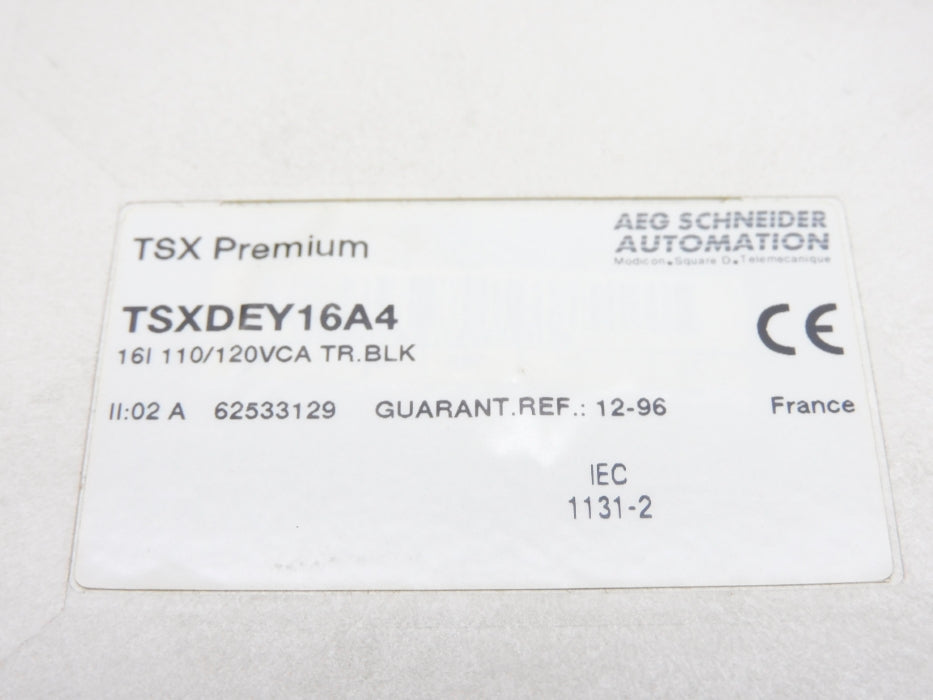 TSX Premium
AEG SCHNEIDER
AUTOMATION
Modicon.Square D.Telemecanique
TSXDEY16A4
16I 110/120VCA TR.BLK
CE
II:02 A 62533129 GUARANT.REF.: 12-96 France
IEC
1131-2